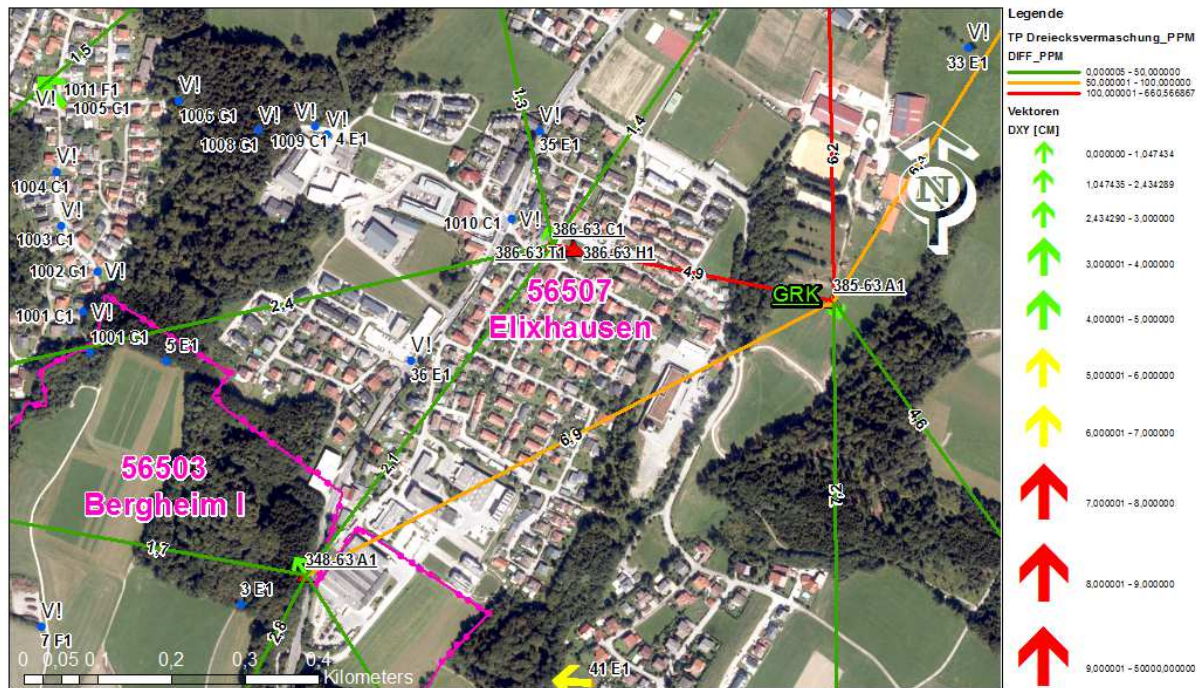 1,5
V!
1011 F1
1005 C1
V!
1006 C1
V!
1008 C1
V!
1009 C1
V!
4 E1
1,3
1,4
V!
35 E1
6,2
V!
33 E1
6,1
N
V!
1004 C1
V!
1003 C1
V!
1002 C1
V!
1001 C1
V!
1001 G1
V!
5 E1
1010 C1
V!
386-63 C1
386-63 T1
386-63 H1
2,4
4,9
385-63 A1
GRK
56507
Elixhausen
V!
36 E1
6,9
4,6
2,1
7,2
56503
Bergheim I
1,7
348-63 A1
3 E1
2,8
V!
7 F1
41 E1
0 0,05 0,1 0,2 0,3 0,4
Kilometers
Legende
TP Dreiecksvermaschung_PPM
DIFF_PPM
0,000005 - 50,000000
50,000001 - 100,000000
100,000001 - 660,566867
Vektoren
DXY [CM]
0,000000 - 1,047434
1,047435 - 2,434289
2,434290 - 3,000000
3,000001 - 4,000000
4,000001 - 5,000000
5,000001 - 6,000000
6,000001 - 7,000000
7,000001 - 8,000000
8,000001 - 9,000000
9,000001 - 50000,000000